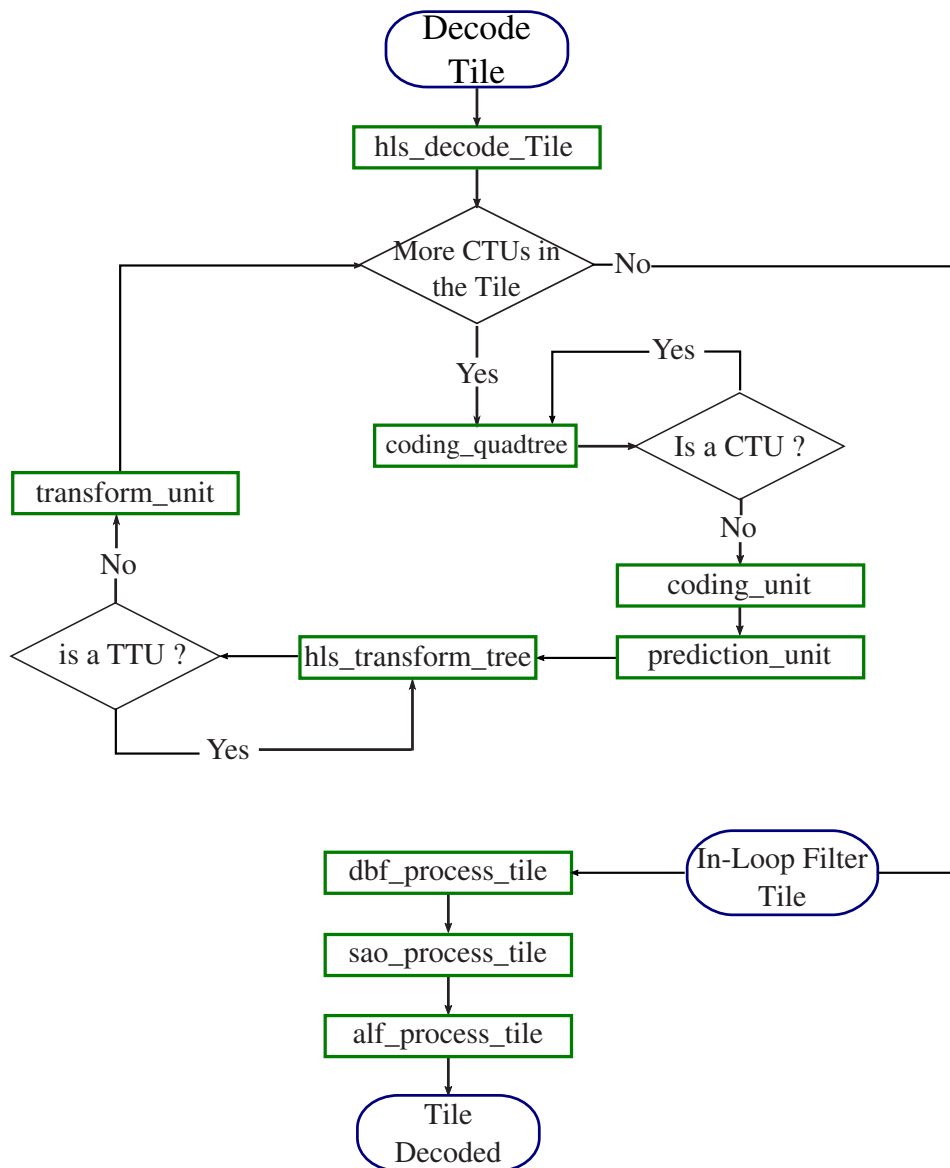 Decode
Tile
hls_decode_Tile
More CTUs in
the Tile
No
Yes
Yes
coding_quadtree
Is a CTU ?
transform_unit
No
No
coding_unit
is a TTU ?
hls_transform_tree
prediction_unit
Yes
In-Loop Filter
Tile
dbf_process_tile
sao_process_tile
alf_process_tile
Tile
Decoded